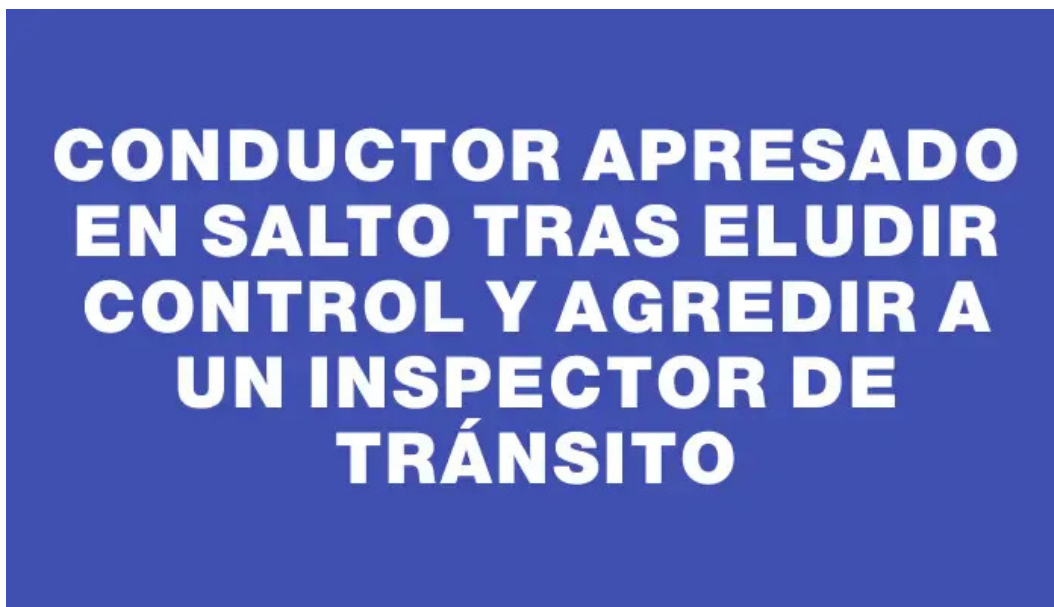 CONDUCTOR APRESADO
EN SALTO TRAS ELUDIR
CONTROL Y AGREDIR A
UN INSPECTOR DE
TRÁNSITO